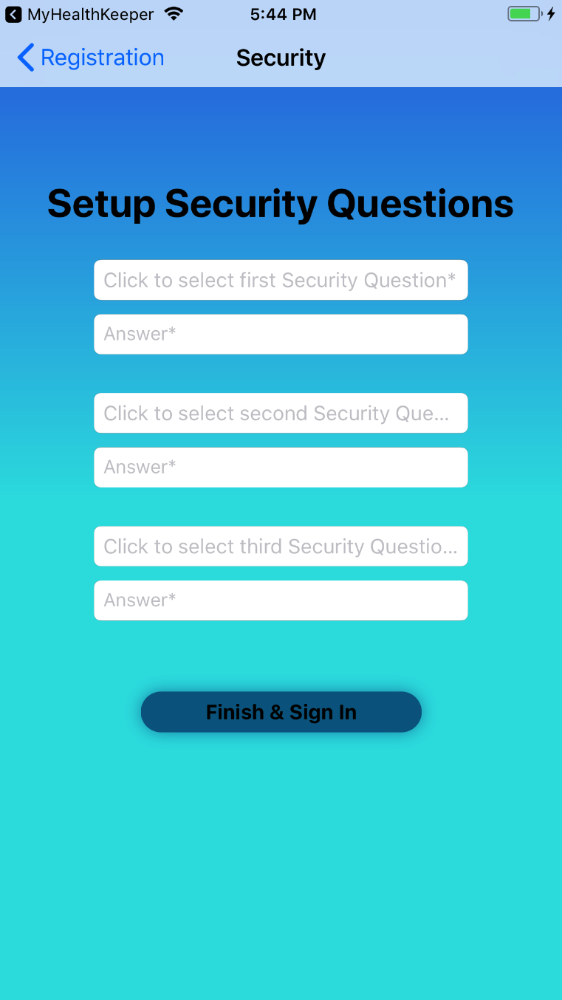 MyHealthKeeper 5:44 PM
Registration Security
Setup Security Questions
Click to select first Security Question*
Answer*
Click to select second Security Que...
Answer*
Click to select third Security Questio...
Answer*
Finish & Sign In